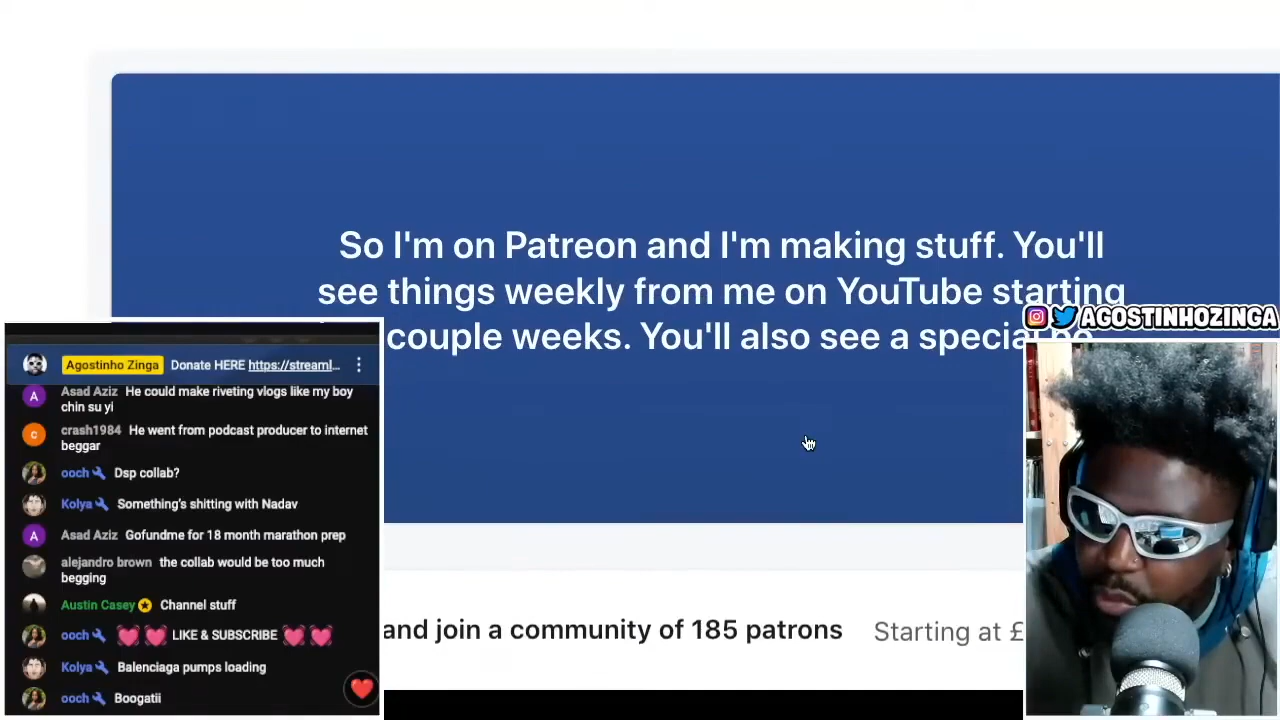 So I'm on Patreon and I'm making stuff. You'll
see things weekly from me on YouTube starting
couple weeks. You'll also see a special
AGOSTINHOZINGA
Agostinho Zinga Donate HERE https://streaml...
Asad Aziz He could make riveting vlogs like my boy
chin su yi
crash1984 He went from podcast producer to internet
beggar
ooch Dsp collab?
Kolya Something's shitting with Nadav
Asad Aziz Gofundme for 18 month marathon prep
alejandro brown the collab would be too much
begging
Austin Casey Channel stuff
ooch 💓 💓 LIKE & SUBSCRIBE 💓 💓
Kolya Balenciaga pumps loading
ooch Boogatii
and join a community of 185 patrons Starting at £